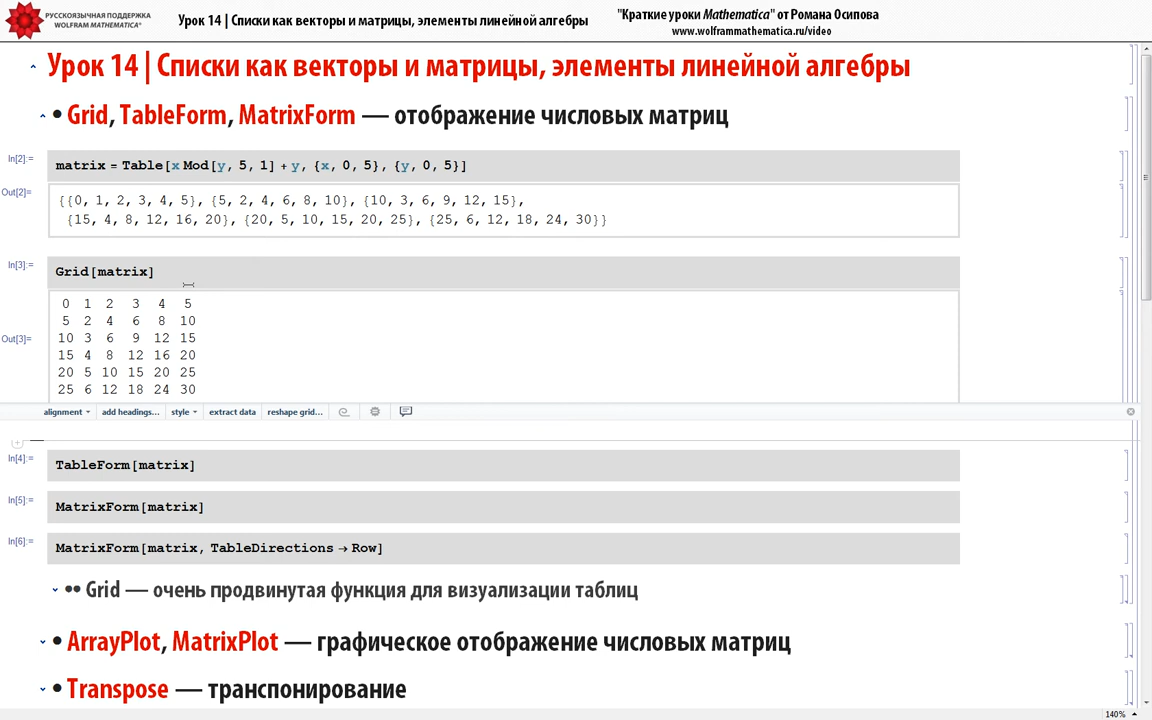 РУССКОЯЗЫЧНАЯ ПОДДЕРЖКА
WOLFRAM MATHEMATICA®
Урок 14 | Списки как векторы и матрицы, элементы линейной алгебры
"Краткие уроки Mathematica" от Романа Осипова
www.wolframmathematica.ru/video
Урок 14 | Списки как векторы и матрицы, элементы линейной алгебры
• Grid, TableForm, MatrixForm — отображение числовых матриц
In[2]:= matrix = Table[x Mod[y, 5, 1] + y, {x, 0, 5}, {y, 0, 5}]
Out[2]= {{0, 1, 2, 3, 4, 5}, {5, 2, 4, 6, 8, 10}, {10, 3, 6, 9, 12, 15},
{15, 4, 8, 12, 16, 20}, {20, 5, 10, 15, 20, 25}, {25, 6, 12, 18, 24, 30}}
In[3]:= Grid[matrix]
0 1 2 3 4 5
5 2 4 6 8 10
Out[3]= 10 3 6 9 12 15
15 4 8 12 16 20
20 5 10 15 20 25
25 6 12 18 24 30
alignment add headings... style extract data reshape grid...
In[4]:= TableForm[matrix]
In[5]:= MatrixForm[matrix]
In[6]:= MatrixForm[matrix, TableDirections → Row]
•• Grid — очень продвинутая функция для визуализации таблиц
• ArrayPlot, MatrixPlot — графическое отображение числовых матриц
• Transpose — транспонирование
140%